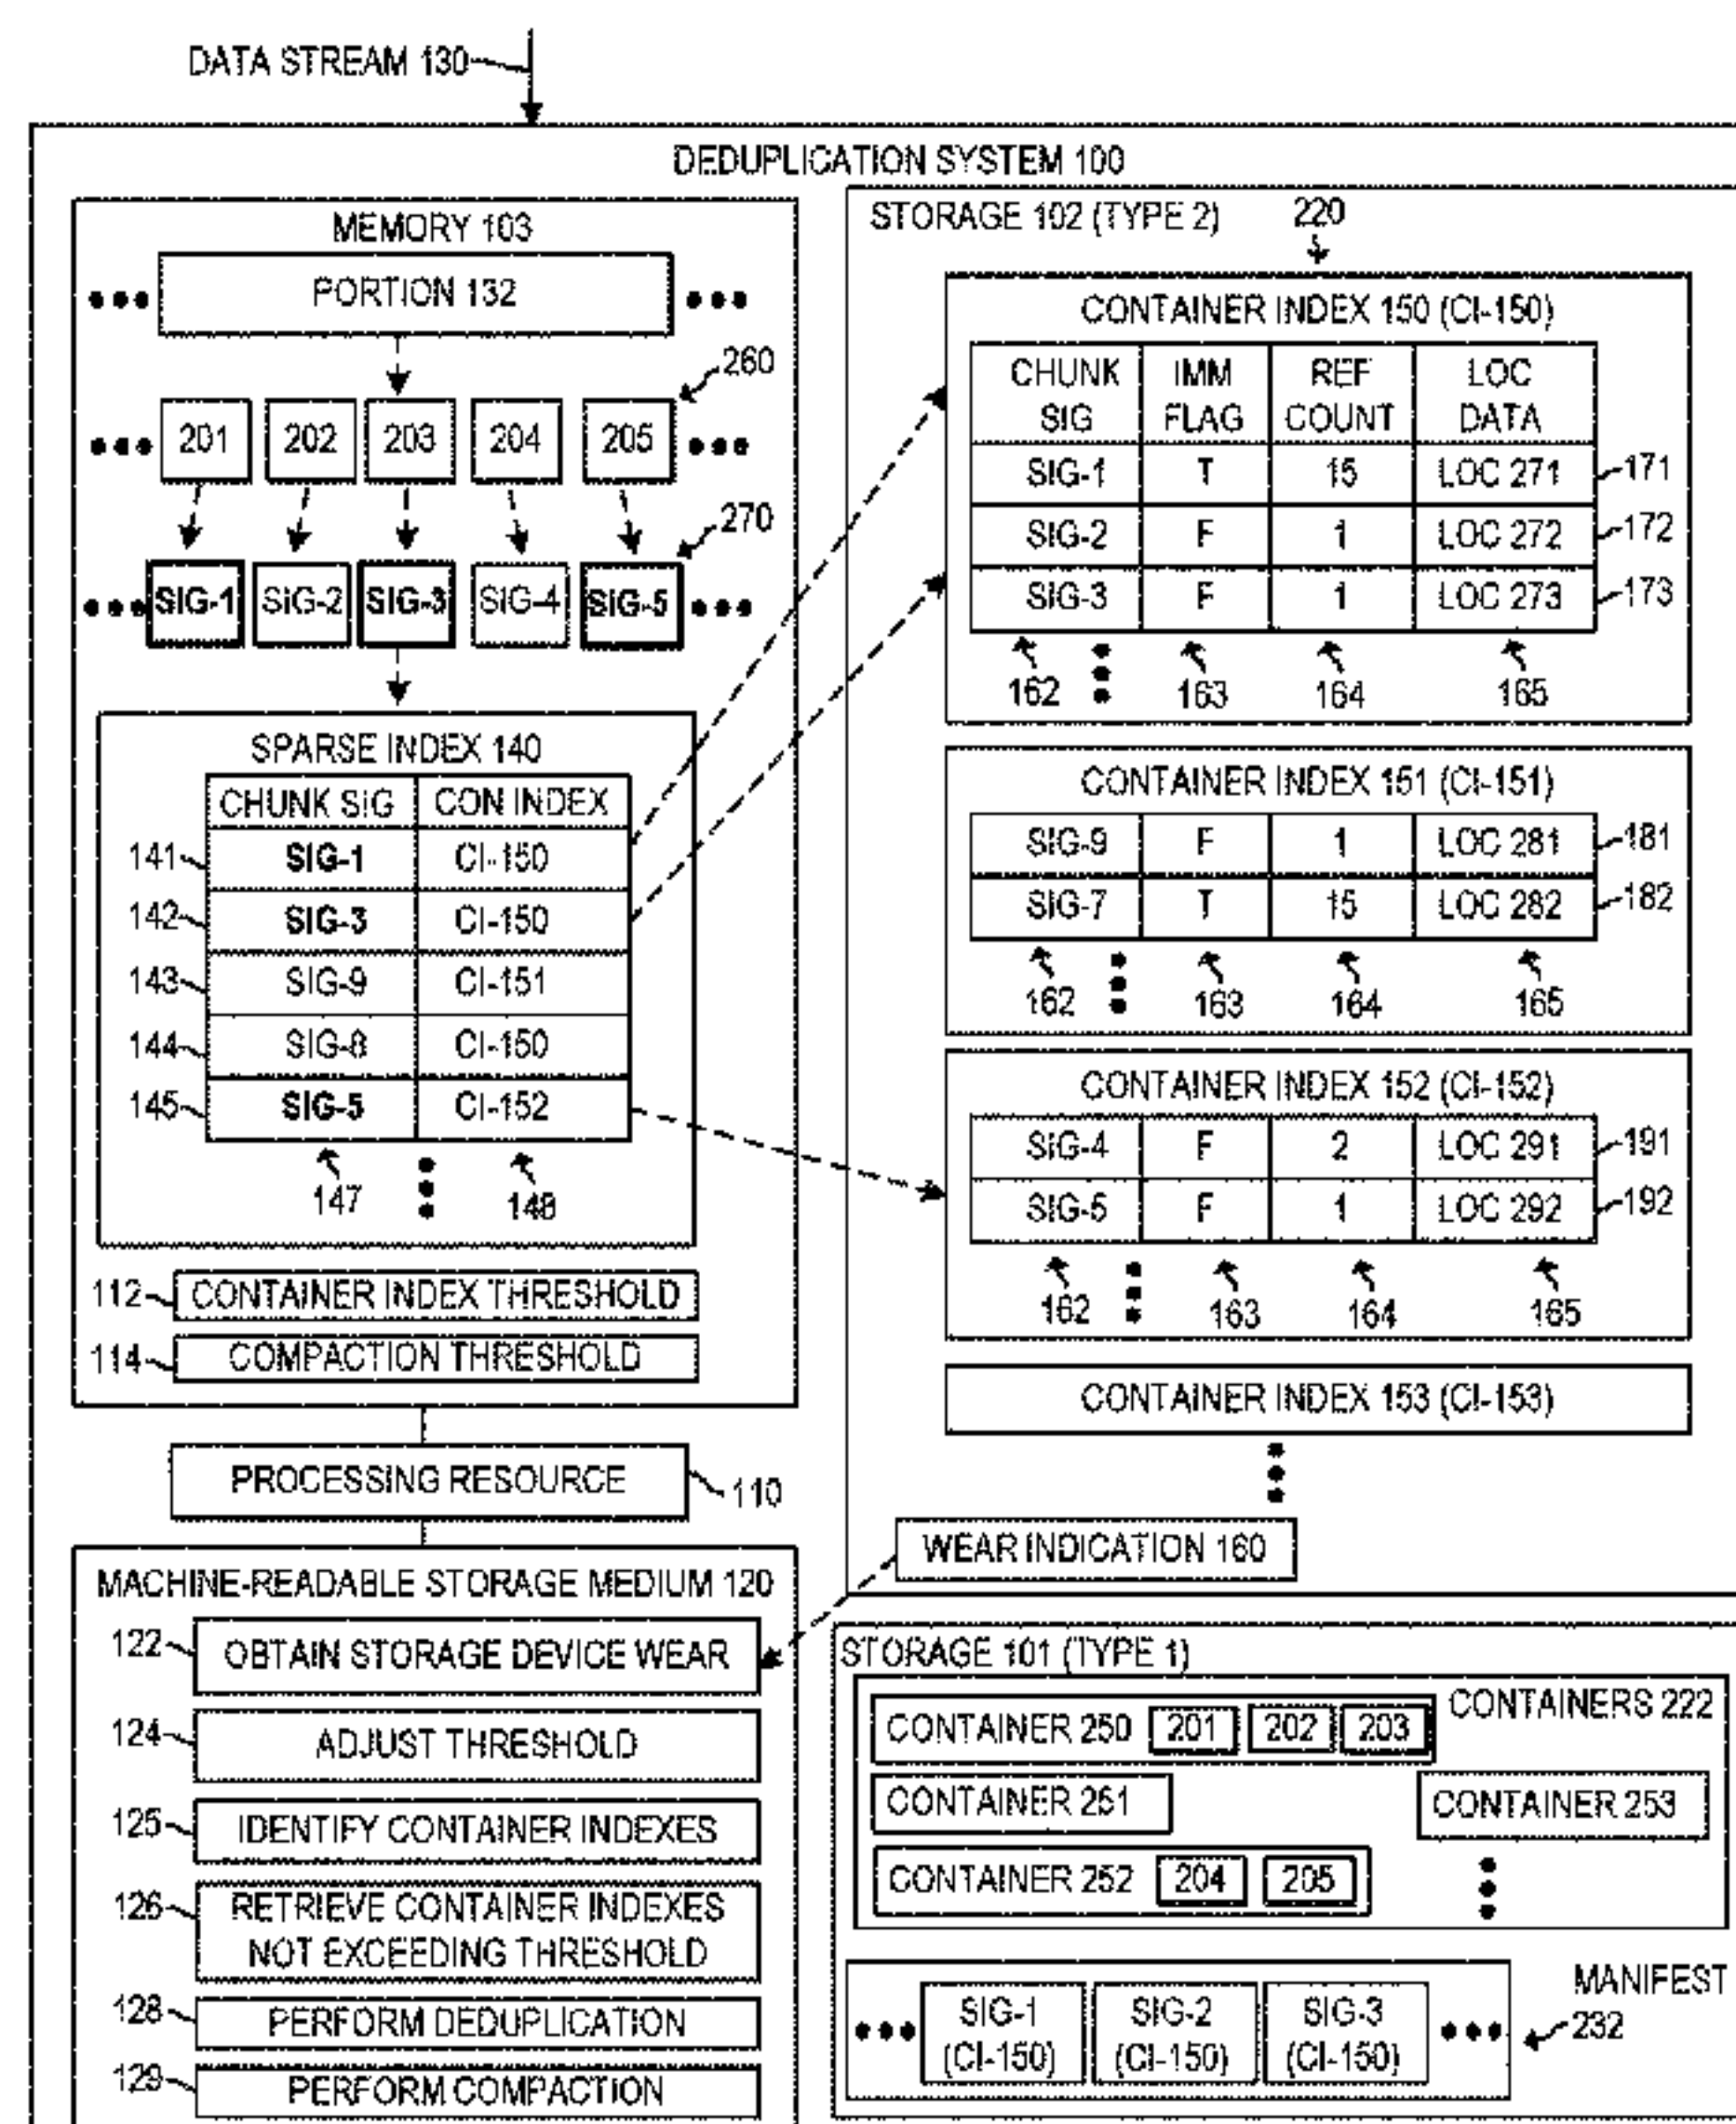 DATA STREAM 130
DEDUPLICATION SYSTEM 100
MEMORY 103
PORTION 132
260
201 202 203 204 205
270
SIG-1 SIG-2 SIG-3 SIG-4 SIG-5
SPARSE INDEX 140
CHUNK SIG CON INDEX
141 SIG-1 CI-150
142 SIG-3 CI-150
143 SIG-9 CI-151
144 SIG-8 CI-150
145 SIG-5 CI-152
147 148
112 CONTAINER INDEX THRESHOLD
114 COMPACTION THRESHOLD
PROCESSING RESOURCE 110
MACHINE-READABLE STORAGE MEDIUM 120
122 OBTAIN STORAGE DEVICE WEAR
124 ADJUST THRESHOLD
125 IDENTIFY CONTAINER INDEXES
126 RETRIEVE CONTAINER INDEXES
NOT EXCEEDING THRESHOLD
128 PERFORM DEDUPLICATION
129 PERFORM COMPACTION
STORAGE 102 (TYPE 2) 220
CONTAINER INDEX 150 (CI-150)
CHUNK IMM REF LOC
SIG FLAG COUNT DATA
SIG-1 T 15 LOC 271 171
SIG-2 F 1 LOC 272 172
SIG-3 F 1 LOC 273 173
162 163 164 165
CONTAINER INDEX 151 (CI-151)
SIG-9 F 1 LOC 281 181
SIG-7 T 15 LOC 282 182
162 163 164 165
CONTAINER INDEX 152 (CI-152)
SIG-4 F 2 LOC 291 191
SIG-5 F 1 LOC 292 192
162 163 164 165
CONTAINER INDEX 153 (CI-153)
WEAR INDICATION 160
STORAGE 101 (TYPE 1)
CONTAINERS 222
CONTAINER 250 201 202 203
CONTAINER 251
CONTAINER 253
CONTAINER 252 204 205
MANIFEST
232
SIG-1 SIG-2 SIG-3
(CI-150) (CI-150) (CI-150)